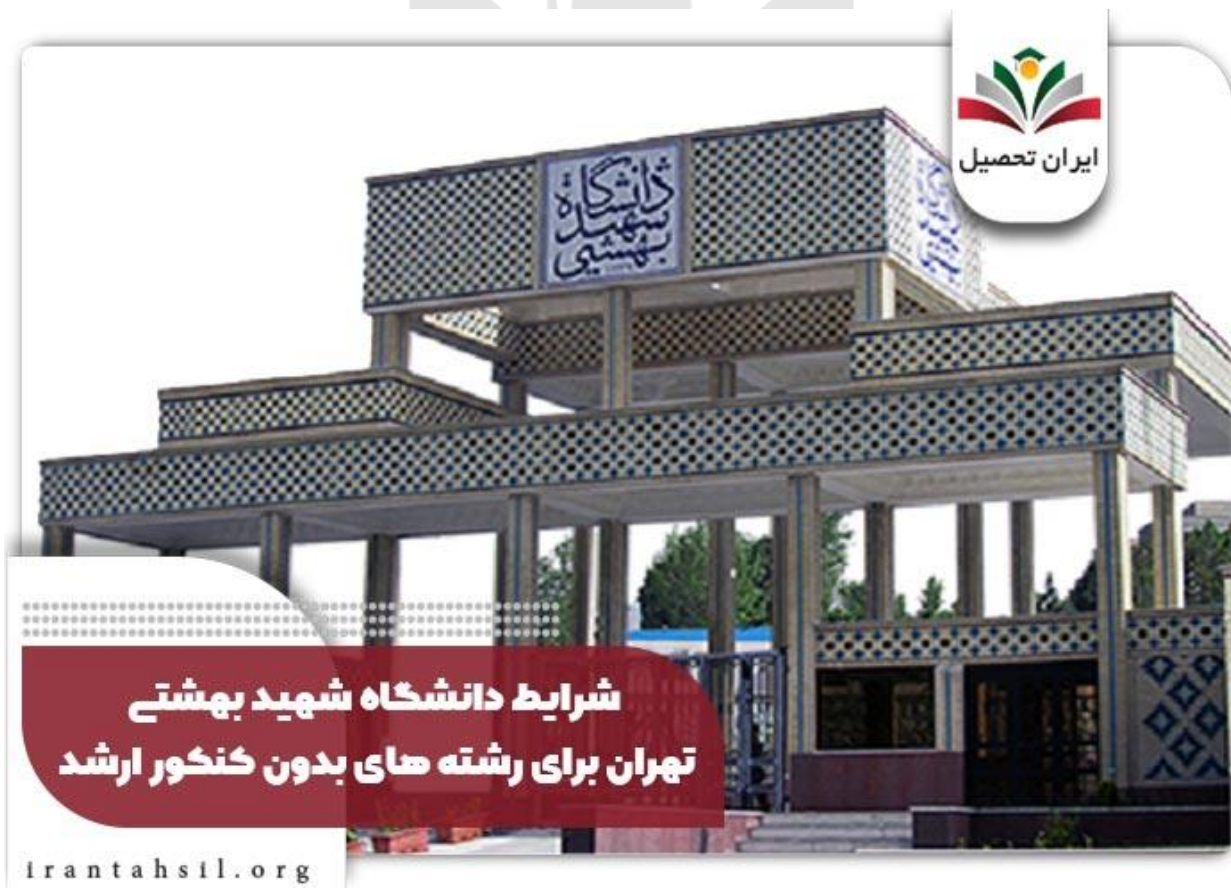 ایران تحصیل
دانشگاه
شهید
بهشتی
شرایط دانشگاه شهید بهشتی
تهران برای رشته های بدون کنکور ارشد
irantahsil.org